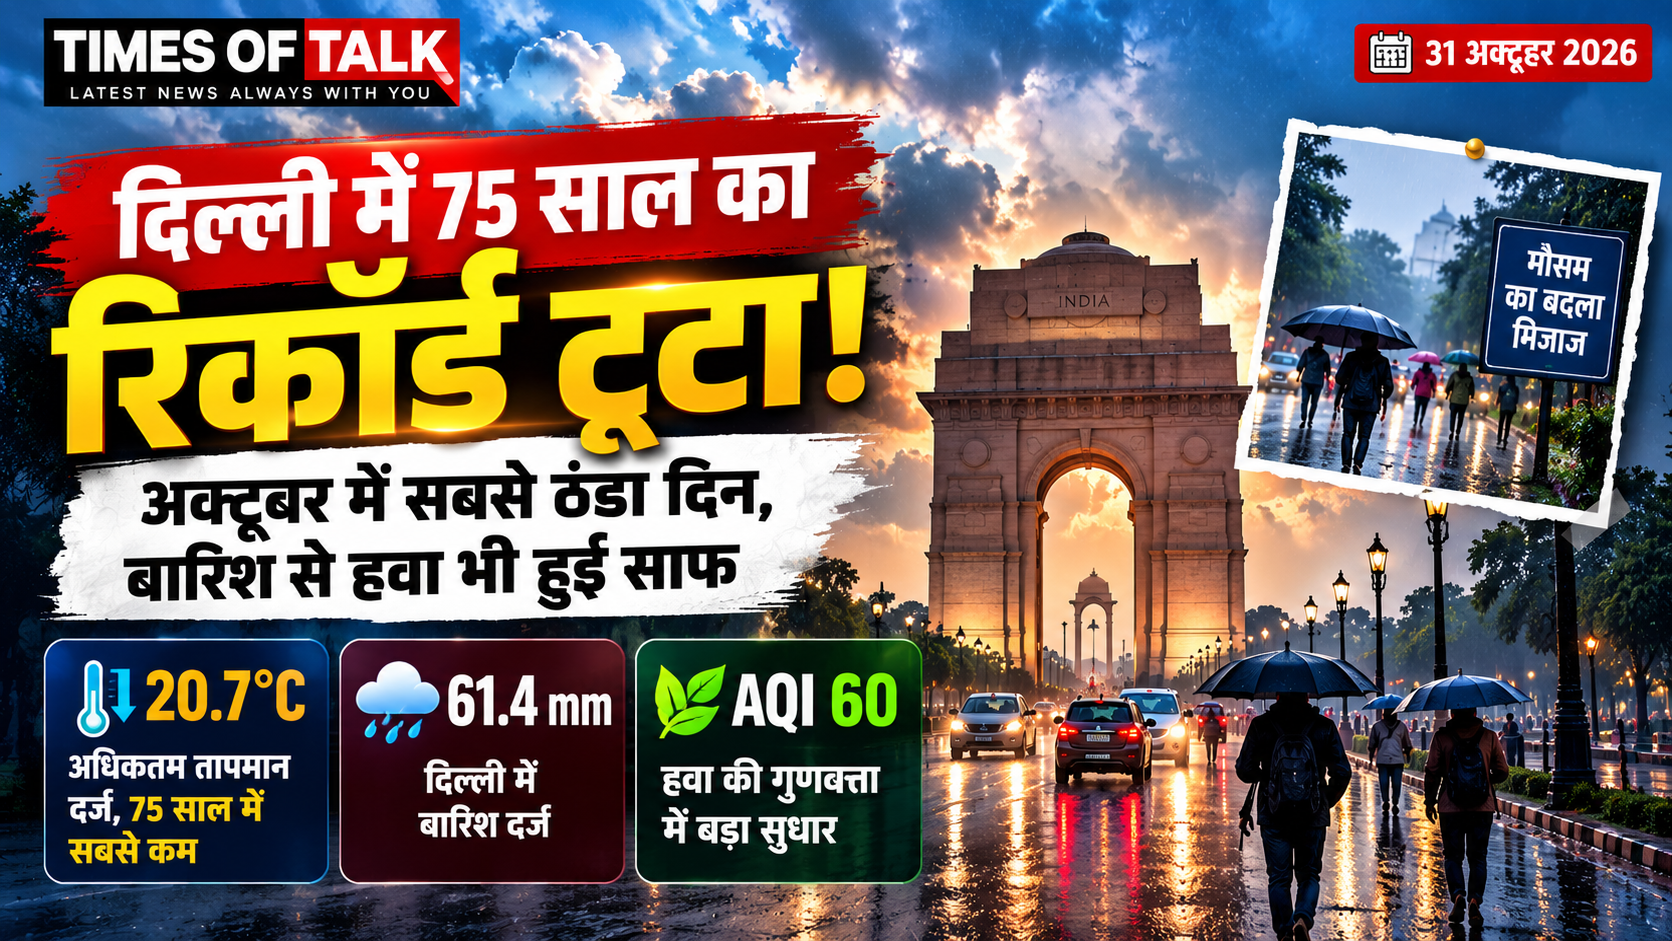 TIMES OF TALK
LATEST NEWS ALWAYS WITH YOU
31 अक्टूहर 2026
दिल्ली में 75 साल का
रिकॉर्ड टूटा!
अक्टूबर में सबसे ठंडा दिन,
बारिश से हवा भी हुई साफ
मौसम
का बदला
मिजाज
INDIA
20.7°C
अधिकतम तापमान
दर्ज, 75 साल में
सबसे कम
61.4 mm
दिल्ली में
बारिश दर्ज
AQI 60
हवा की गुणबत्ता
में बड़ा सुधार